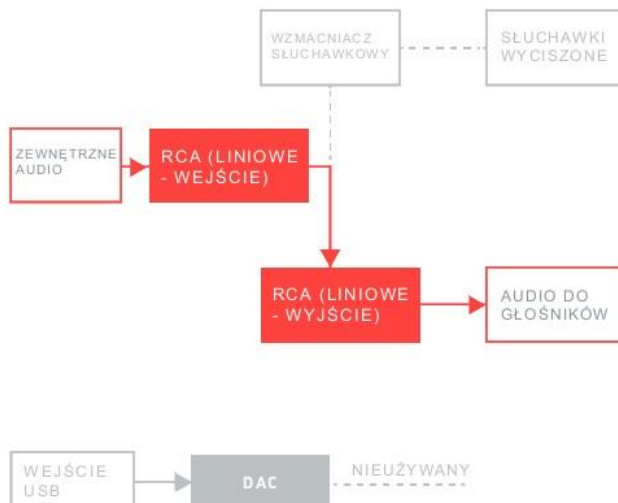 WZMACNIACZ
SŁUCHAWKOWY
SŁUCHAWKI
WYCISZONE
ZEWNĘTRZNE
AUDIO
RCA (LINIOWE
- WEJŚCIE)
RCA (LINIOWE
- WYJŚCIE)
AUDIO DO
GŁOŚNIKÓW
WEJŚCIE
USB
DAC
NIEUŻYWANY